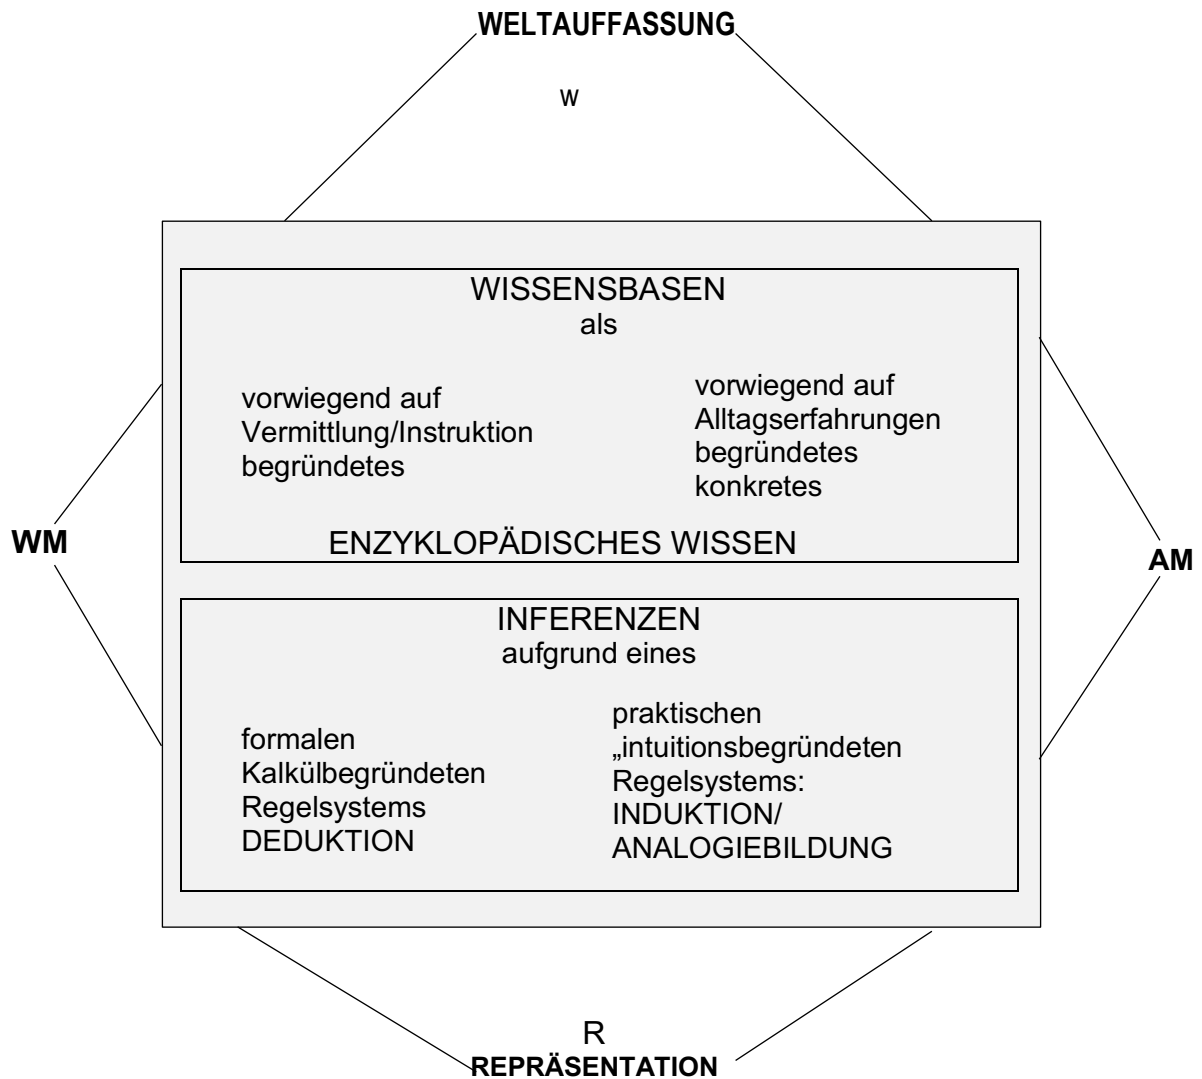 WELTAUFFASSUNG
W
WISSENSBASEN
als
vorwiegend auf
Vermittlung/Instruktion
begründetes
vorwiegend auf
Alltagserfahrungen
begründetes
konkretes
WM
ENZYKLOPÄDISCHES WISSEN
AM
INFERENZEN
aufgrund eines
formalen
Kalkülbegründeten
Regelsystems
DEDUKTION
praktischen
„intuitionsbegründeten
Regelsystems:
INDUKTION/
ANALOGIEBILDUNG
R
REPRÄSENTATION